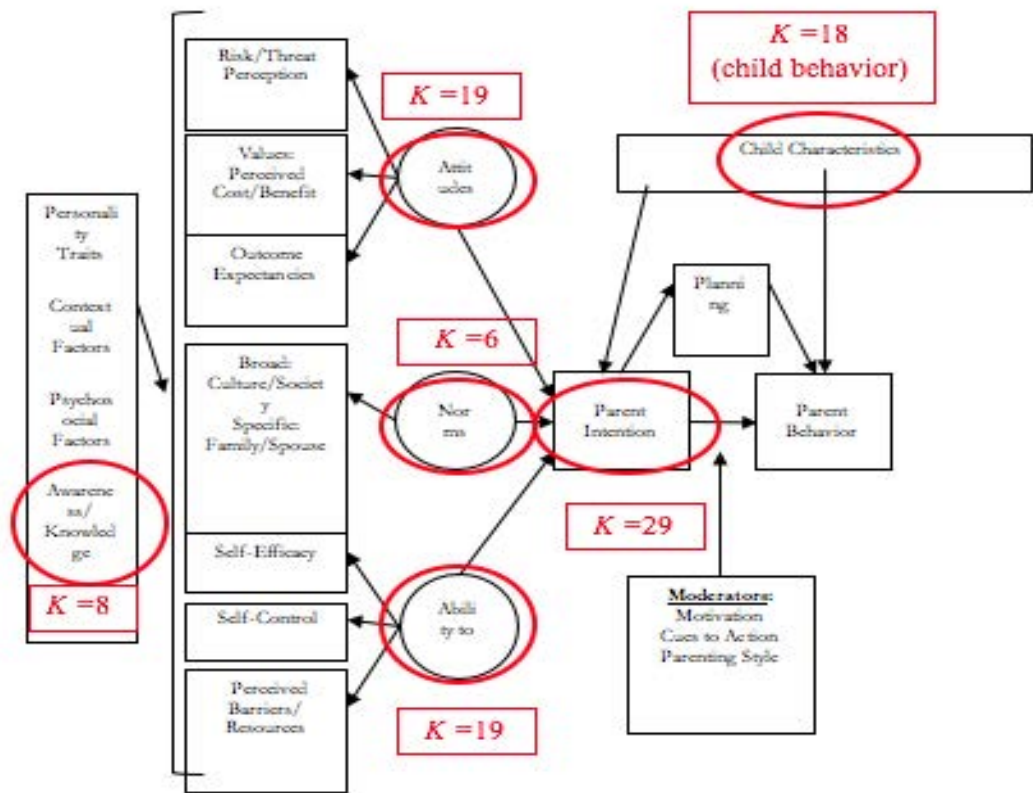 Risk/Threat
Perception
Values:
Perceived
Cost/Benefit
Outcome
Expectancies
K =19
Attit
udes
K =18
(child behavior)
Child Characteristics
Personali
ty
Traits
Context
ual
Factors
Psychos
ocial
Factors
Awarene
ss/
Knowled
ge
K =8
Broad:
Culture/Societ
y
Specific:
Family/Spouse
K =6
Nor
ms
Planni
ng
Parent
Intention
Parent
Behavior
K =29
Self-Efficacy
Self-Control
Perceived
Barriers/
Resources
Abili
ty to
K =19
Moderators:
Motivation
Cues to Action
Parenting Style